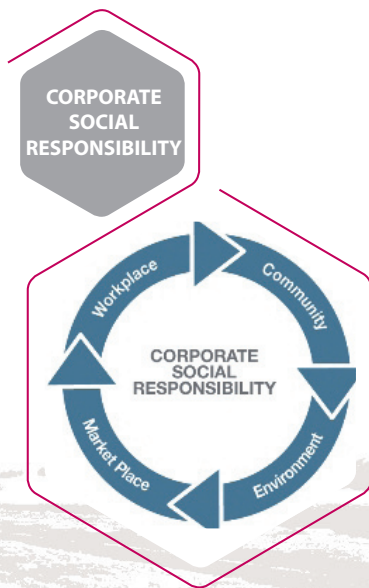 CORPORATE
SOCIAL
RESPONSIBILITY
Workplace
Community
CORPORATE
SOCIAL
RESPONSIBILITY
Market Place
Environment